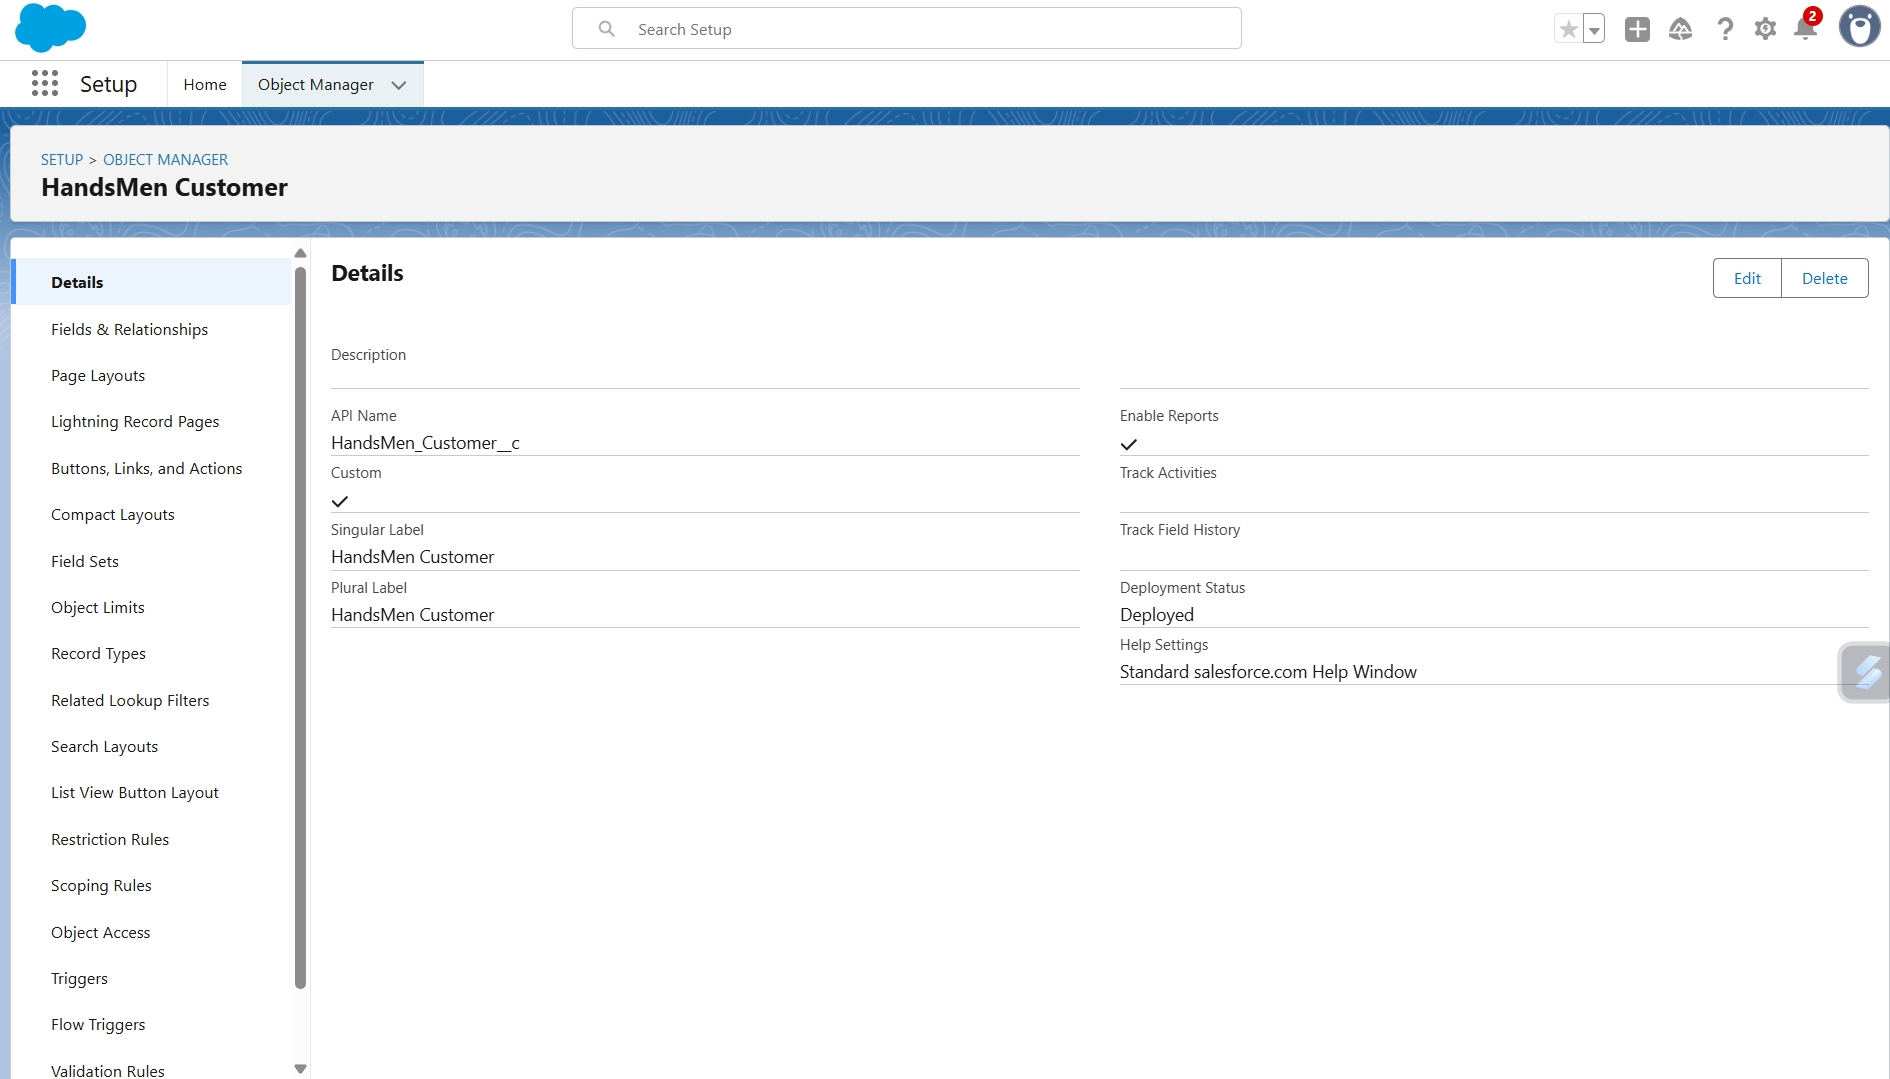 Search Setup
2
Setup
Home
Object Manager
SETUP > OBJECT MANAGER
HandsMen Customer
Details
Fields & Relationships
Page Layouts
Lightning Record Pages
Buttons, Links, and Actions
Compact Layouts
Field Sets
Object Limits
Record Types
Related Lookup Filters
Search Layouts
List View Button Layout
Restriction Rules
Scoping Rules
Object Access
Triggers
Flow Triggers
Validation Rules
Details
Edit
Delete
Description
API Name
HandsMen_Customer__c
Custom
Singular Label
HandsMen Customer
Plural Label
HandsMen Customer
Enable Reports
Track Activities
Track Field History
Deployment Status
Deployed
Help Settings
Standard salesforce.com Help Window